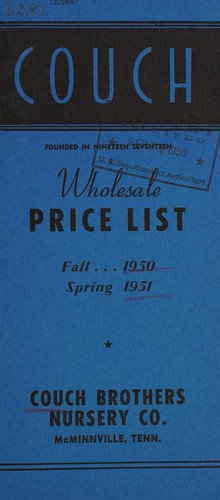 62.81
COUCH
FOUNDED IN NINETEEN SEVENTEEN
1950
U. S. Department of Agriculture
Wholesale
PRICE LIST
Fall . . . 1950
Spring 1951
★
COUCH BROTHERS
NURSERY CO.
McMINNVILLE, TENN.